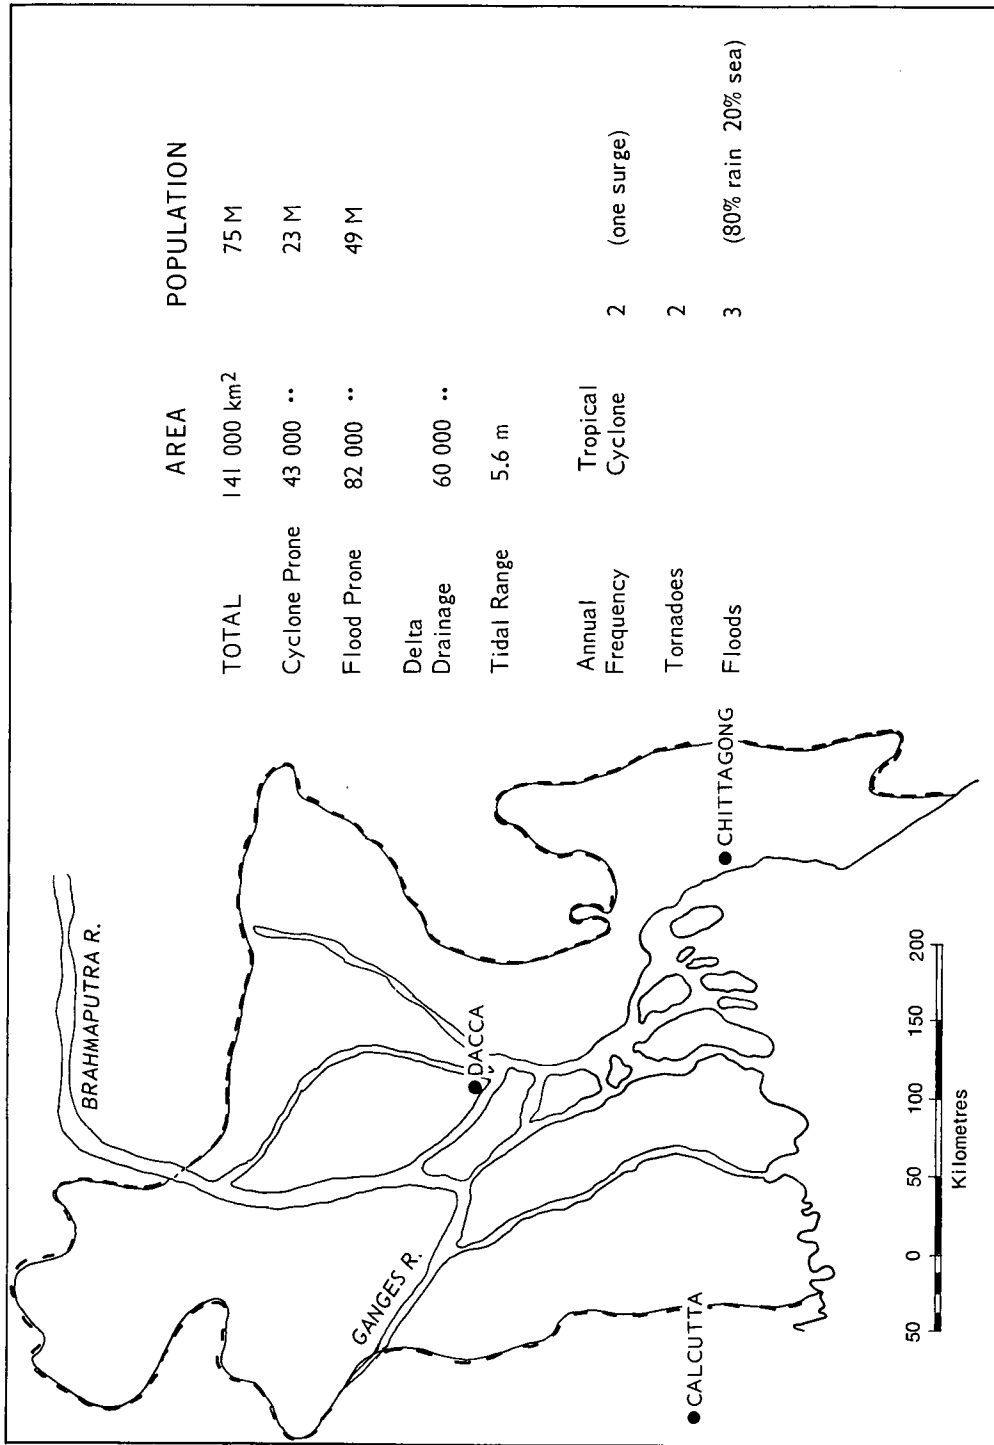 BRAHMAPUTRA R.
GANGES R.
DACCA
CALCUTTA
CHITTAGONG
50 0 50 100 150 200
Kilometres
AREA POPULATION
TOTAL 141 000 km² 75 M
Cyclone Prone 43 000 ·· 23 M
Flood Prone 82 000 ·· 49 M
Delta
Drainage 60 000 ··
Tidal Range 5.6 m
Annual Tropical
Frequency Cyclone 2 (one surge)
Tornadoes 2
Floods 3 (80% rain 20% sea)